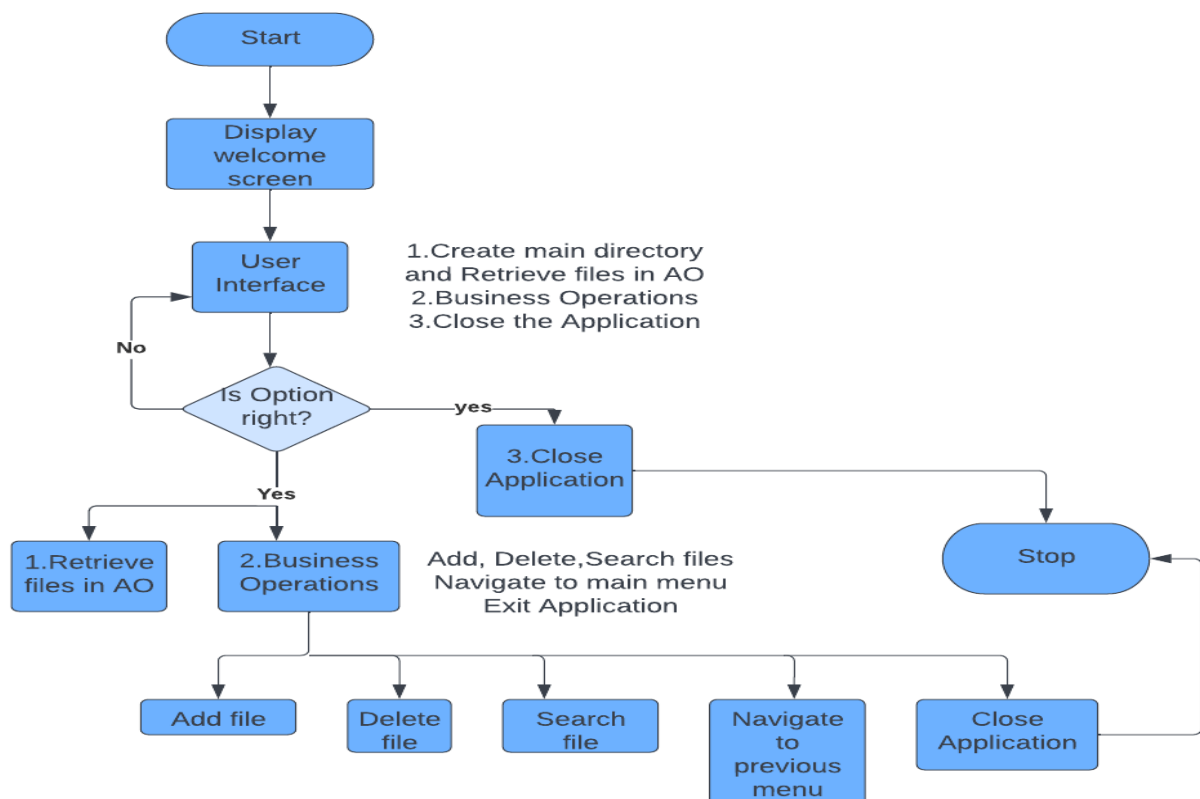 Start
Display
welcome
screen
User
Interface
1.Create main directory
and Retrieve files in AO
2.Business Operations
3.Close the Application
No
Is Option
right?
yes
3.Close
Application
Yes
1.Retrieve
files in AO
2.Business
Operations
Add, Delete,Search files
Navigate to main menu
Exit Application
Stop
Add file
Delete
file
Search
file
Navigate
to
previous
menu
Close
Application